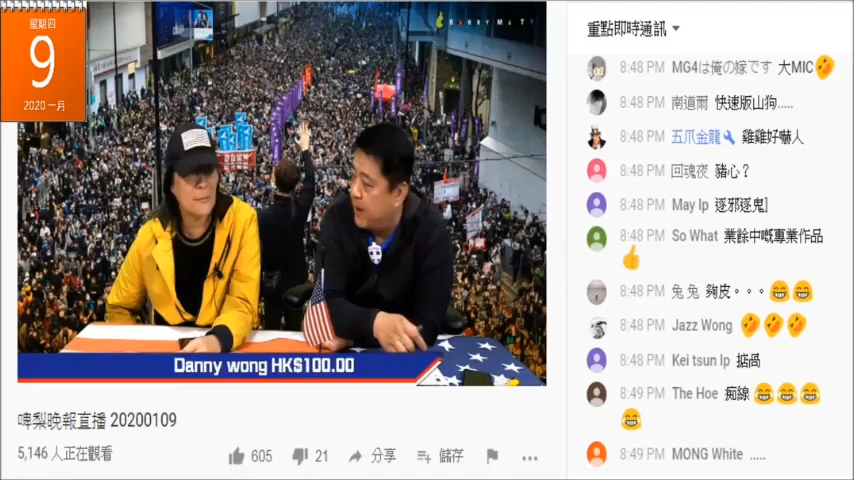 星期四
9
2020 一月
BARRYMATV
Danny wong HK$100.00
啤梨晚報直播 20200109
5,146 人正在觀看
605
21
分享
儲存
重點即時通訊
8:48 PM MG4は俺の嫁です 大MIC🤣
8:48 PM 南道爾 快速版山狗.....
8:48 PM 五爪金龍🔧 雞雞好嚇人
8:48 PM 回魂夜 豬心？
8:48 PM May Ip 逐邪逐鬼]
8:48 PM So What 業餘中嘅專業作品
👍
8:48 PM 兔 兔 夠皮。。。😂😂
8:48 PM Jazz Wong 🤣🤣🤣
8:48 PM Kei tsun Ip 掂咼
8:49 PM The Hoe 痴線😂😂😂
😂
8:49 PM MONG White .....